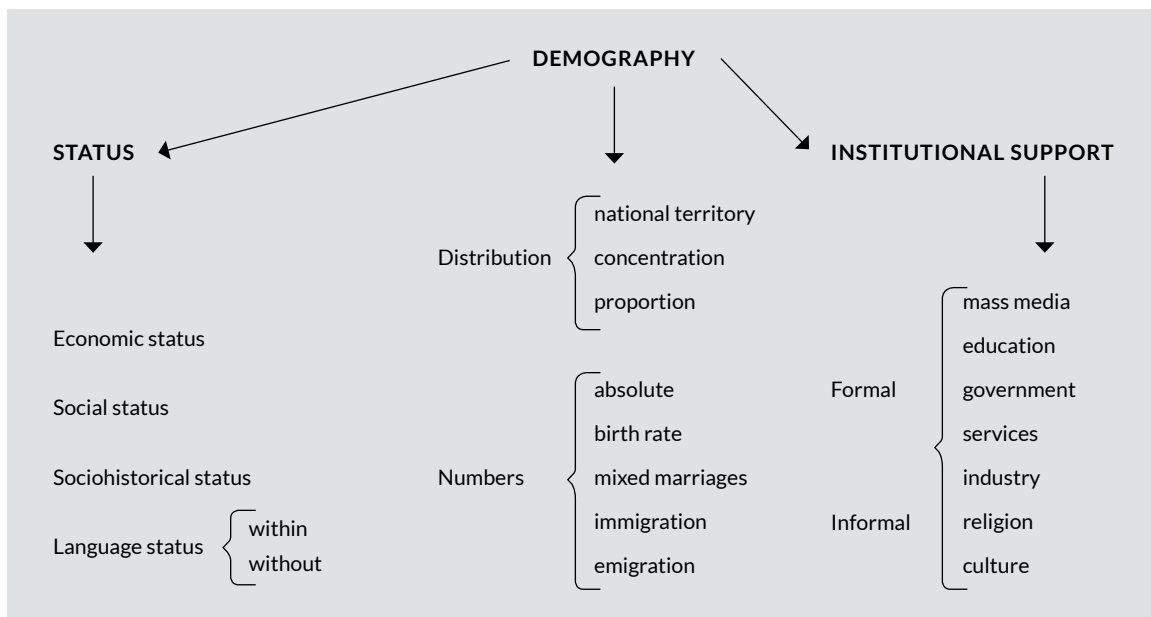 DEMOGRAPHY
STATUS
Economic status
Social status
Sociohistorical status
Language status
within
without
Distribution
national territory
concentration
proportion
Numbers
absolute
birth rate
mixed marriages
immigration
emigration
INSTITUTIONAL SUPPORT
Formal
Informal
mass media
education
government
services
industry
religion
culture